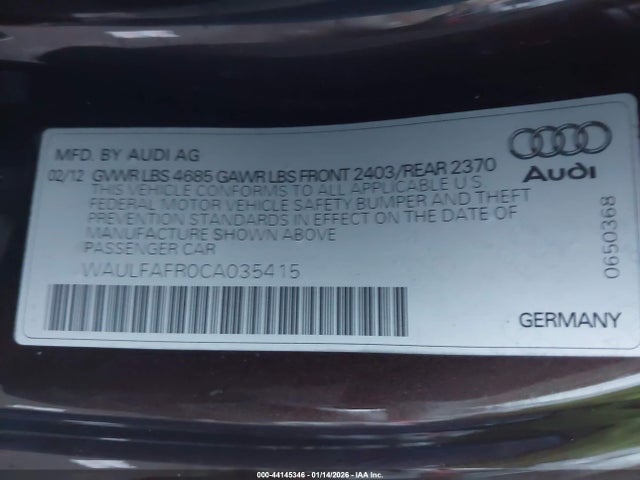 MFD. BY AUDI AG
02/12 GVWR LBS 4685 GAWR LBS FRONT 2403/REAR 2370
THIS VEHICLE CONFORMS TO ALL APPLICABLE U.S
FEDERAL MOTOR VEHICLE SAFETY BUMPER AND THEFT
PREVENTION STANDARDS IN EFFECT ON THE DATE OF
MANUFACTURE SHOWN ABOVE
PASSENGER CAR
WAULFAFR0CA035415
Audi
0650368
GERMANY
000-44145346 - 01/14/2026 - IAA Inc.